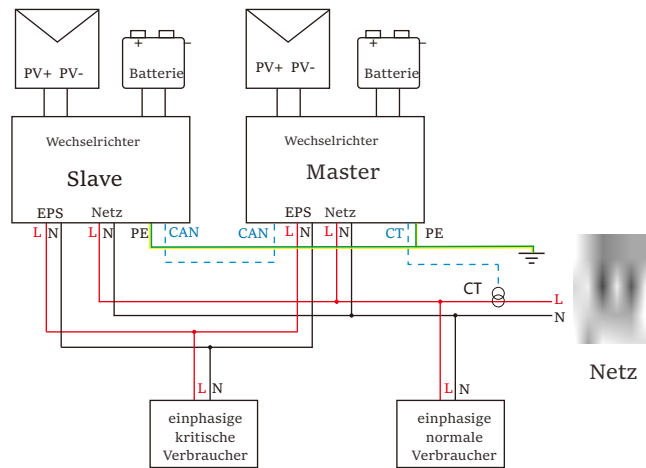 PV+ PV-
+ −
Batterie
PV+ PV-
+ −
Batterie
Wechselrichter
Slave
EPS Netz
L N L N PE CAN
Wechselrichter
Master
EPS Netz
CAN L N L N CT PE
CT
L
N
Netz
L N
einphasige
kritische
Verbraucher
L N
einphasige
normale
Verbraucher